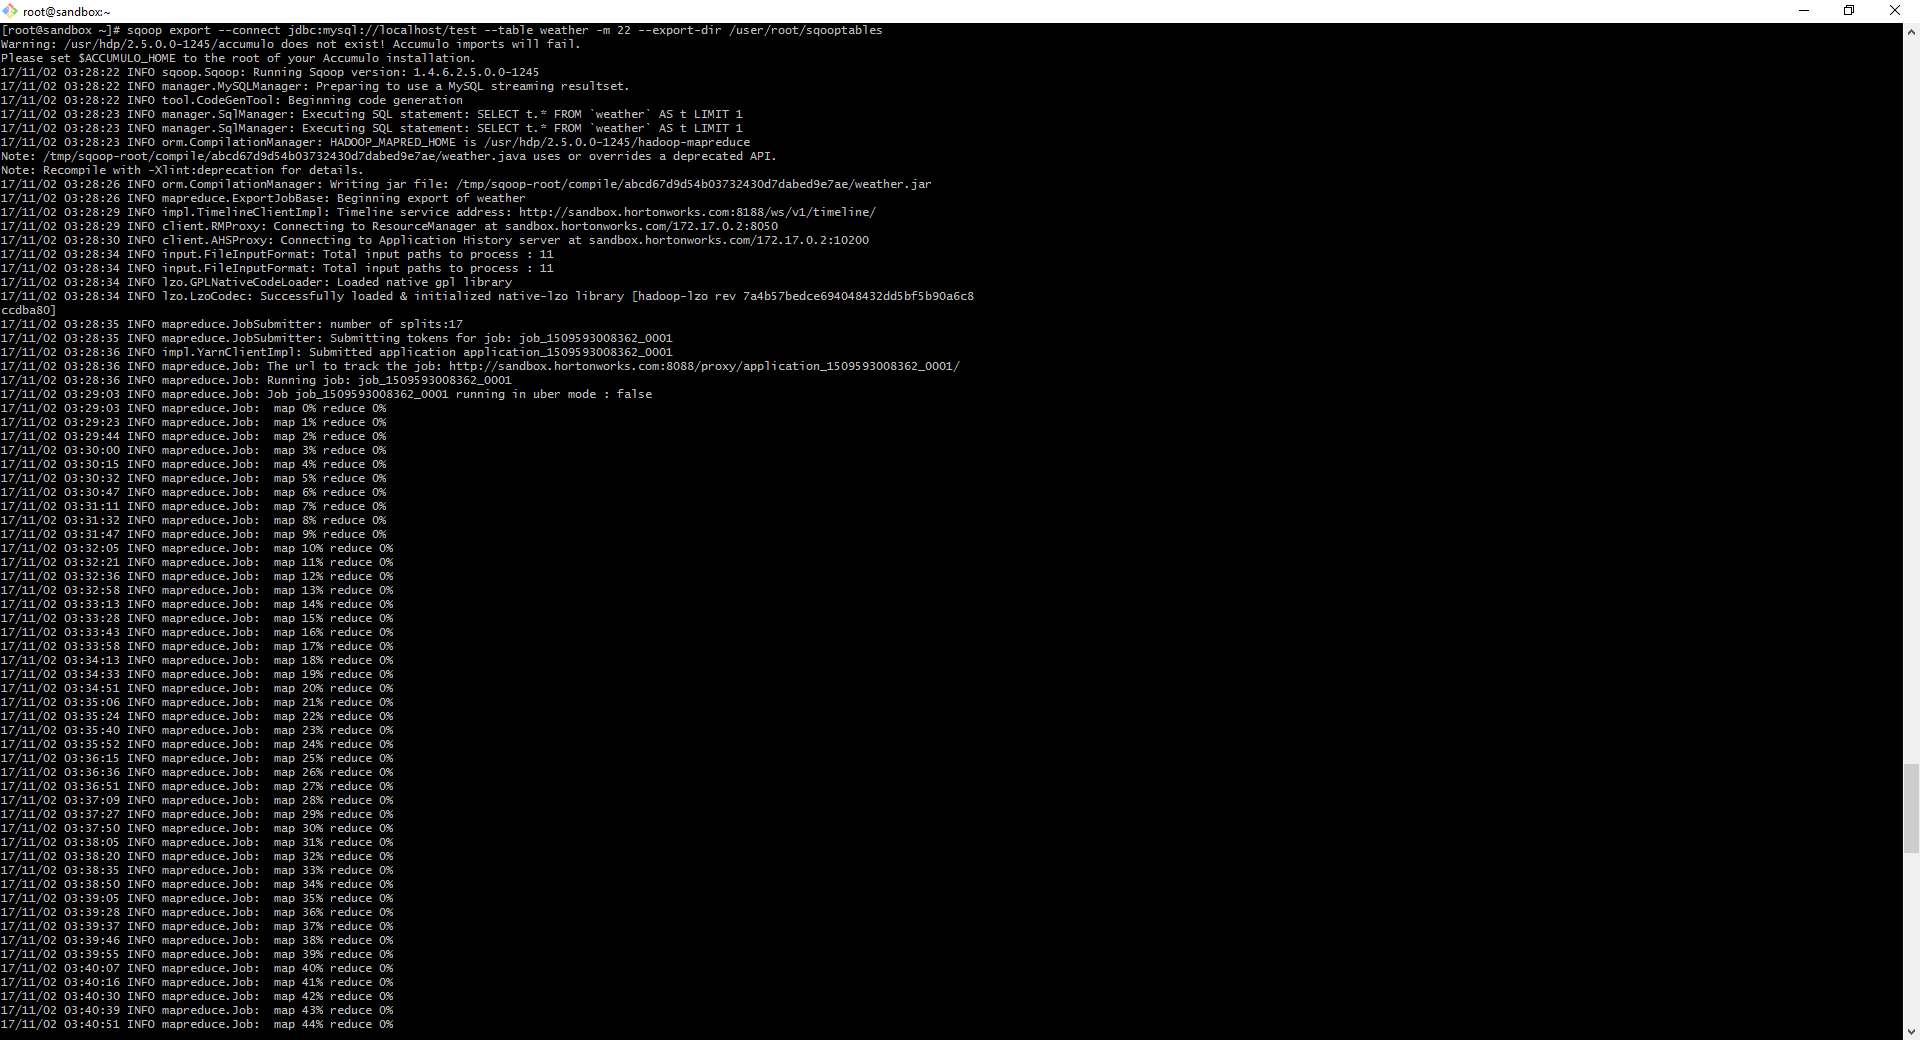 root@sandbox:~
[root@sandbox ~]# sqoop export --connect jdbc:mysql://localhost/test --table weather -m 22 --export-dir /user/root/sqooptables
Warning: /usr/hdp/2.5.0.0-1245/accumulo does not exist! Accumulo imports will fail.
Please set $ACCUMULO_HOME to the root of your Accumulo installation.
17/11/02 03:28:22 INFO sqoop.Sqoop: Running Sqoop version: 1.4.6.2.5.0.0-1245
17/11/02 03:28:22 INFO manager.MySQLManager: Preparing to use a MySQL streaming resultset.
17/11/02 03:28:22 INFO tool.CodeGenTool: Beginning code generation
17/11/02 03:28:23 INFO manager.SqlManager: Executing SQL statement: SELECT t.* FROM `weather` AS t LIMIT 1
17/11/02 03:28:23 INFO manager.SqlManager: Executing SQL statement: SELECT t.* FROM `weather` AS t LIMIT 1
17/11/02 03:28:23 INFO orm.CompilationManager: HADOOP_MAPRED_HOME is /usr/hdp/2.5.0.0-1245/hadoop-mapreduce
Note: /tmp/sqoop-root/compile/abcd67d9d54b03732430d7dabed9e7ae/weather.java uses or overrides a deprecated API.
Note: Recompile with -Xlint:deprecation for details.
17/11/02 03:28:26 INFO orm.CompilationManager: Writing jar file: /tmp/sqoop-root/compile/abcd67d9d54b03732430d7dabed9e7ae/weather.jar
17/11/02 03:28:26 INFO mapreduce.ExportJobBase: Beginning export of weather
17/11/02 03:28:29 INFO impl.TimelineClientImpl: Timeline service address: http://sandbox.hortonworks.com:8188/ws/v1/timeline/
17/11/02 03:28:29 INFO client.RMProxy: Connecting to ResourceManager at sandbox.hortonworks.com/172.17.0.2:8050
17/11/02 03:28:30 INFO client.AHSProxy: Connecting to Application History server at sandbox.hortonworks.com/172.17.0.2:10200
17/11/02 03:28:34 INFO input.FileInputFormat: Total input paths to process : 11
17/11/02 03:28:34 INFO input.FileInputFormat: Total input paths to process : 11
17/11/02 03:28:34 INFO lzo.GPLNativeCodeLoader: Loaded native gpl library
17/11/02 03:28:34 INFO lzo.LzoCodec: Successfully loaded & initialized native-lzo library [hadoop-lzo rev 7a4b57bedce694048432dd5bf5b90a6c8
ccdba80]
17/11/02 03:28:35 INFO mapreduce.JobSubmitter: number of splits:17
17/11/02 03:28:35 INFO mapreduce.JobSubmitter: Submitting tokens for job: job_1509593008362_0001
17/11/02 03:28:36 INFO impl.YarnClientImpl: Submitted application application_1509593008362_0001
17/11/02 03:28:36 INFO mapreduce.Job: The url to track the job: http://sandbox.hortonworks.com:8088/proxy/application_1509593008362_0001/
17/11/02 03:28:36 INFO mapreduce.Job: Running job: job_1509593008362_0001
17/11/02 03:29:03 INFO mapreduce.Job: Job job_1509593008362_0001 running in uber mode : false
17/11/02 03:29:03 INFO mapreduce.Job:  map 0% reduce 0%
17/11/02 03:29:23 INFO mapreduce.Job:  map 1% reduce 0%
17/11/02 03:29:44 INFO mapreduce.Job:  map 2% reduce 0%
17/11/02 03:30:00 INFO mapreduce.Job:  map 3% reduce 0%
17/11/02 03:30:15 INFO mapreduce.Job:  map 4% reduce 0%
17/11/02 03:30:32 INFO mapreduce.Job:  map 5% reduce 0%
17/11/02 03:30:47 INFO mapreduce.Job:  map 6% reduce 0%
17/11/02 03:31:11 INFO mapreduce.Job:  map 7% reduce 0%
17/11/02 03:31:32 INFO mapreduce.Job:  map 8% reduce 0%
17/11/02 03:31:47 INFO mapreduce.Job:  map 9% reduce 0%
17/11/02 03:32:05 INFO mapreduce.Job:  map 10% reduce 0%
17/11/02 03:32:21 INFO mapreduce.Job:  map 11% reduce 0%
17/11/02 03:32:36 INFO mapreduce.Job:  map 12% reduce 0%
17/11/02 03:32:58 INFO mapreduce.Job:  map 13% reduce 0%
17/11/02 03:33:13 INFO mapreduce.Job:  map 14% reduce 0%
17/11/02 03:33:28 INFO mapreduce.Job:  map 15% reduce 0%
17/11/02 03:33:43 INFO mapreduce.Job:  map 16% reduce 0%
17/11/02 03:33:58 INFO mapreduce.Job:  map 17% reduce 0%
17/11/02 03:34:13 INFO mapreduce.Job:  map 18% reduce 0%
17/11/02 03:34:33 INFO mapreduce.Job:  map 19% reduce 0%
17/11/02 03:34:51 INFO mapreduce.Job:  map 20% reduce 0%
17/11/02 03:35:06 INFO mapreduce.Job:  map 21% reduce 0%
17/11/02 03:35:24 INFO mapreduce.Job:  map 22% reduce 0%
17/11/02 03:35:40 INFO mapreduce.Job:  map 23% reduce 0%
17/11/02 03:35:52 INFO mapreduce.Job:  map 24% reduce 0%
17/11/02 03:36:15 INFO mapreduce.Job:  map 25% reduce 0%
17/11/02 03:36:36 INFO mapreduce.Job:  map 26% reduce 0%
17/11/02 03:36:51 INFO mapreduce.Job:  map 27% reduce 0%
17/11/02 03:37:09 INFO mapreduce.Job:  map 28% reduce 0%
17/11/02 03:37:27 INFO mapreduce.Job:  map 29% reduce 0%
17/11/02 03:37:50 INFO mapreduce.Job:  map 30% reduce 0%
17/11/02 03:38:05 INFO mapreduce.Job:  map 31% reduce 0%
17/11/02 03:38:20 INFO mapreduce.Job:  map 32% reduce 0%
17/11/02 03:38:35 INFO mapreduce.Job:  map 33% reduce 0%
17/11/02 03:38:50 INFO mapreduce.Job:  map 34% reduce 0%
17/11/02 03:39:05 INFO mapreduce.Job:  map 35% reduce 0%
17/11/02 03:39:28 INFO mapreduce.Job:  map 36% reduce 0%
17/11/02 03:39:37 INFO mapreduce.Job:  map 37% reduce 0%
17/11/02 03:39:46 INFO mapreduce.Job:  map 38% reduce 0%
17/11/02 03:39:55 INFO mapreduce.Job:  map 39% reduce 0%
17/11/02 03:40:07 INFO mapreduce.Job:  map 40% reduce 0%
17/11/02 03:40:16 INFO mapreduce.Job:  map 41% reduce 0%
17/11/02 03:40:30 INFO mapreduce.Job:  map 42% reduce 0%
17/11/02 03:40:39 INFO mapreduce.Job:  map 43% reduce 0%
17/11/02 03:40:51 INFO mapreduce.Job:  map 44% reduce 0%